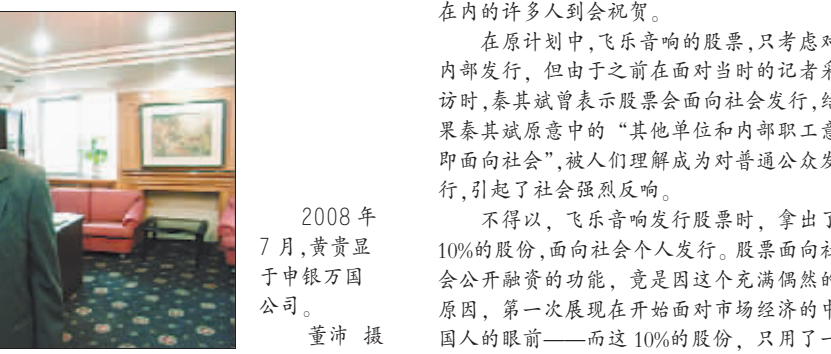 2008 年
7 月,黄贵显
于申银万国
公司。
董沛 摄
在内的许多人到会祝贺。
在原计划中,飞乐音响的股票,只考虑对
内部发行，但由于之前在面对当时的记者采
访时,秦其斌曾表示股票会面向社会发行,结
果秦其斌原意中的“其他单位和内部职工意
即面向社会”,被人们理解成为对普通公众发
行,引起了社会强烈反响。
不得以，飞乐音响发行股票时，拿出了
10%的股份,面向社会个人发行。股票面向社
会公开融资的功能，竟是因这个充满偶然的
原因，第一次展现在开始面对市场经济的中
国人的眼前——而这 10%的股份，只用了一